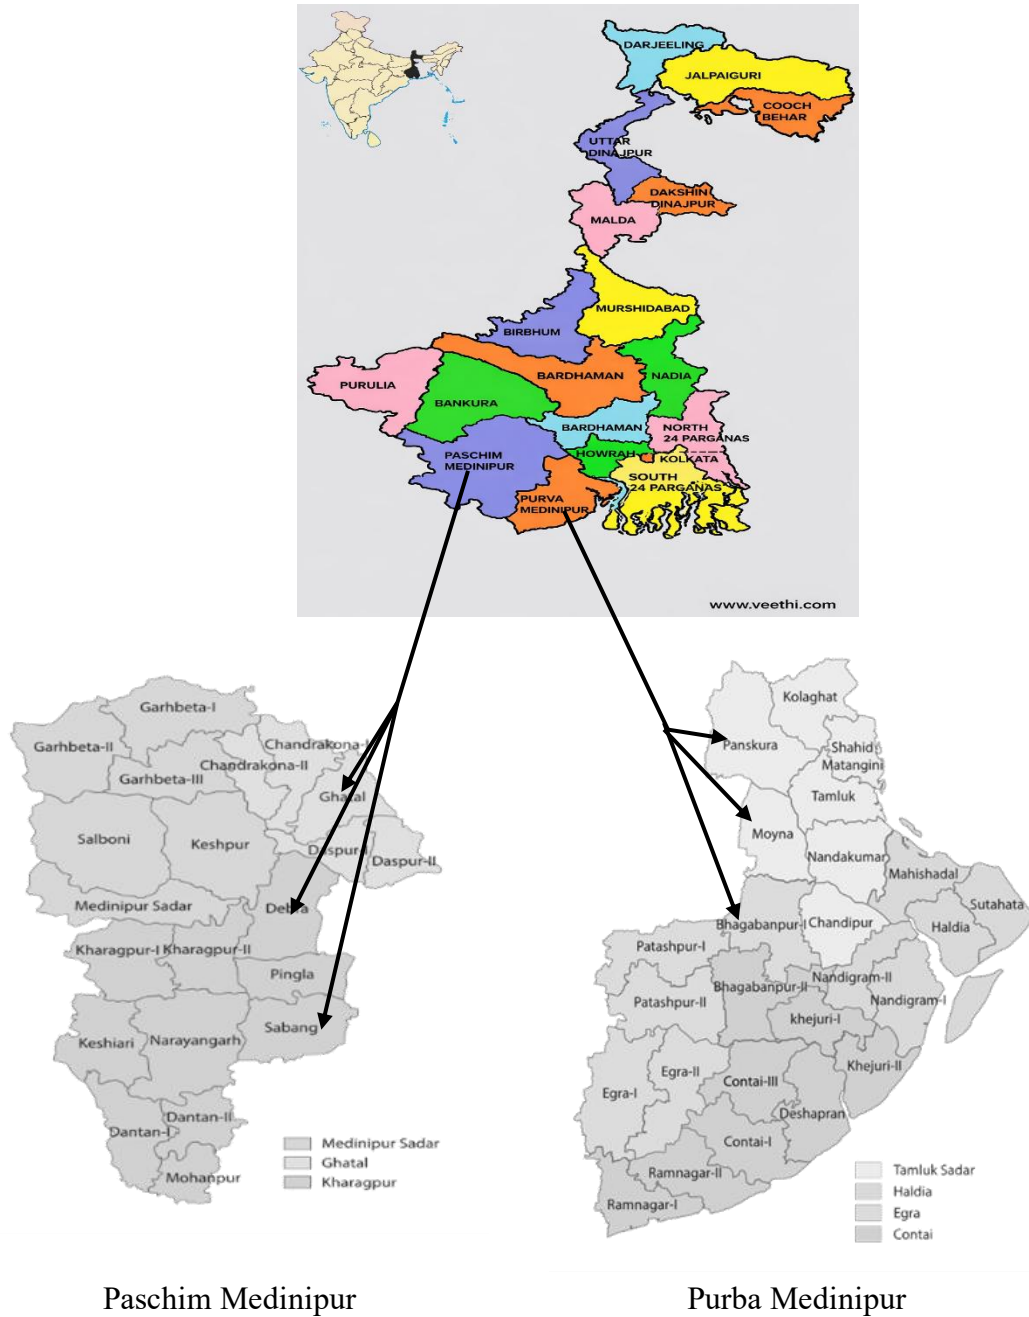 DARJEELING
JALPAIGURI
COOCH
BEHAR
UTTAR
DINAJPUR
DAKSHIN
DINAJPUR
MALDA
MURSHIDABAD
BIRBHUM
BARDHAMAN
NADIA
PURULIA
BANKURA
BARDHAMAN
NORTH
24 PARGANAS
HOWRAH
KOLKATA
PASCHIM
MEDINIPUR
SOUTH
24 PARGANAS
PURVA
MEDINIPUR
www.veethi.com
Garhbeta-I
Garhbeta-II
Chandrakona-I
Chandrakona-II
Garhbeta-III
Ghatal
Salboni
Keshpur
Daspur-I
Daspur-II
Medinipur Sadar
Debra
Kharagpur-I
Kharagpur-II
Pingla
Sabang
Keshiari
Narayangarh
Dantan-II
Dantan-I
Mohanpur
Medinipur Sadar
Ghatal
Kharagpur
Kolaghat
Panskura
Shahid
Matangini
Tamluk
Moyna
Nandakumar
Mahishadal
Sutahata
Haldia
Bhagabanpur-I
Chandipur
Patashpur-I
Nandigram-II
Bhagabanpur-II
Nandigram-I
Patashpur-II
khejuri-I
Khejuri-II
Egra-II
Contai-III
Egra-I
Deshapran
Contai-I
Ramnagar-II
Ramnagar-I
Tamluk Sadar
Haldia
Egra
Contai
Paschim Medinipur
Purba Medinipur